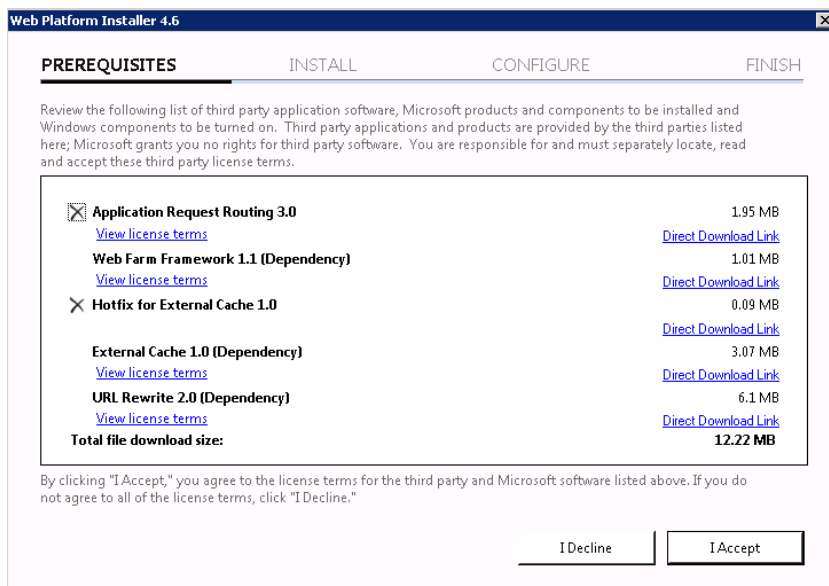 Web Platform Installer 4.6
PREREQUISITES INSTALL CONFIGURE FINISH
Review the following list of third party application software, Microsoft products and components to be installed and
Windows components to be turned on. Third party applications and products are provided by the third parties listed
here; Microsoft grants you no rights for third party software. You are responsible for and must separately locate, read
and accept these third party license terms.
Application Request Routing 3.0 1.95 MB
View license terms Direct Download Link
Web Farm Framework 1.1 (Dependency) 1.01 MB
View license terms Direct Download Link
Hotfix for External Cache 1.0 0.09 MB
Direct Download Link
External Cache 1.0 (Dependency) 3.07 MB
View license terms Direct Download Link
URL Rewrite 2.0 (Dependency) 6.1 MB
View license terms Direct Download Link
Total file download size: 12.22 MB
By clicking "I Accept," you agree to the license terms for the third party and Microsoft software listed above. If you do
not agree to all of the license terms, click "I Decline."
I Decline I Accept